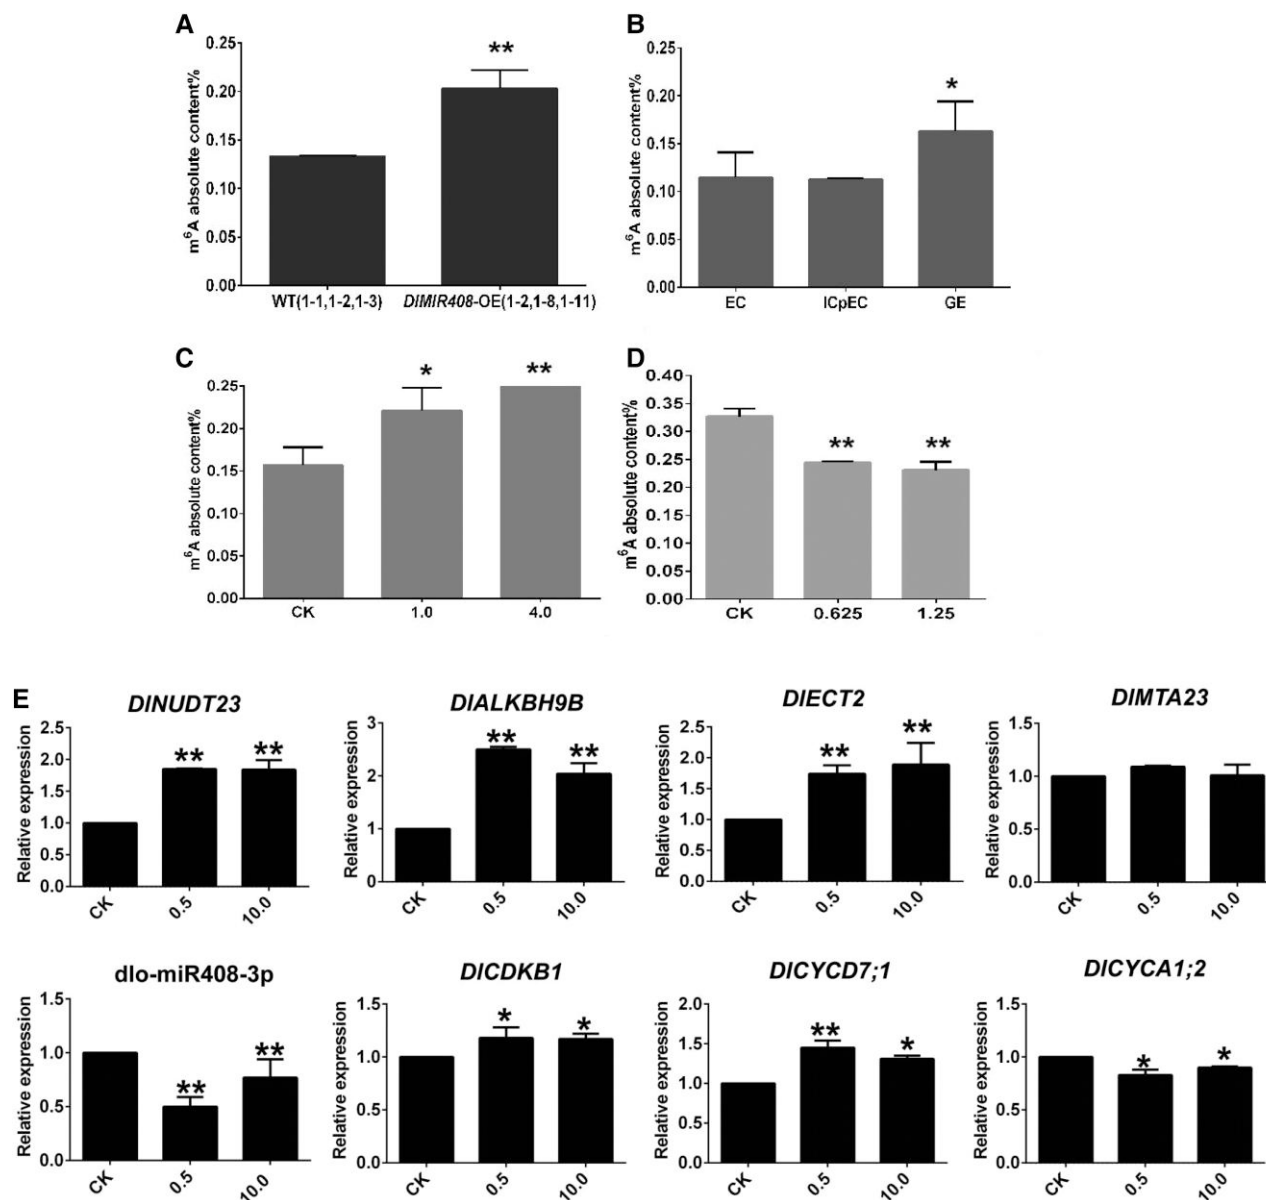 A
m⁶A absolute content%
0.25
0.20
0.15
0.10
0.05
0.00
**
WT(1-1,1-2,1-3)
DIMIR408-OE(1-2,1-8,1-11)
B
m⁶A absolute content%
0.25
0.20
0.15
0.10
0.05
0.00
*
EC
ICpEC
GE
C
m⁶A absolute content%
0.25
0.20
0.15
0.10
0.05
0.00
*
**
CK
1.0
4.0
D
m⁶A absolute content%
0.40
0.35
0.30
0.25
0.20
0.15
0.10
0.05
0.00
**
**
CK
0.625
1.25
E
DINUDT23
Relative expression
2.5
2.0
1.5
1.0
0.5
0.0
**
**
CK
0.5
10.0
DIALKBH9B
Relative expression
3
2
1
0
**
**
CK
0.5
10.0
DIECT2
Relative expression
2.5
2.0
1.5
1.0
0.5
0.0
**
**
CK
0.5
10.0
DIMTA23
Relative expression
1.5
1.0
0.5
0.0
CK
0.5
10.0
dlo-miR408-3p
Relative expression
1.5
1.0
0.5
0.0
**
**
CK
0.5
10.0
DICDKB1
Relative expression
1.5
1.0
0.5
0.0
*
*
CK
0.5
10.0
DICYCD7;1
Relative expression
2.0
1.5
1.0
0.5
0.0
**
*
CK
0.5
10.0
DICYCA1;2
Relative expression
1.5
1.0
0.5
0.0
*
*
CK
0.5
10.0